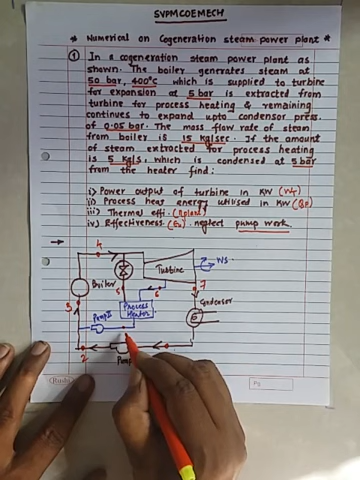 SVPMCOEMECH
* Numerical on Cogeneration steam power plant *
① In a cogeneration steam power plant as
shown. The boiler generates steam at
50 bar, 400°C which is supplied to turbine
for expansion at 5 bar is extracted from
turbine for process heating & remaining
continues to expand upto condensor press.
of 0.05 bar. The mass flow rate of steam
from boiler is 15 kg/sec. If the amount
of steam extracted for process heating
is 5 kg/s, which is condensed at 5 bar
from the heater find:
i) Power output of turbine in KW (WT)
ii) Process heat energy utilised in KW (QH)
iii) Thermal effi. (ηplant)
iv) Effectiveness (Eu) neglect pump work.
→
4
Turbine
WS
Boiler
5
6
7
Process
Heater
Condensor
3
Pump II
2
Pump
Pg